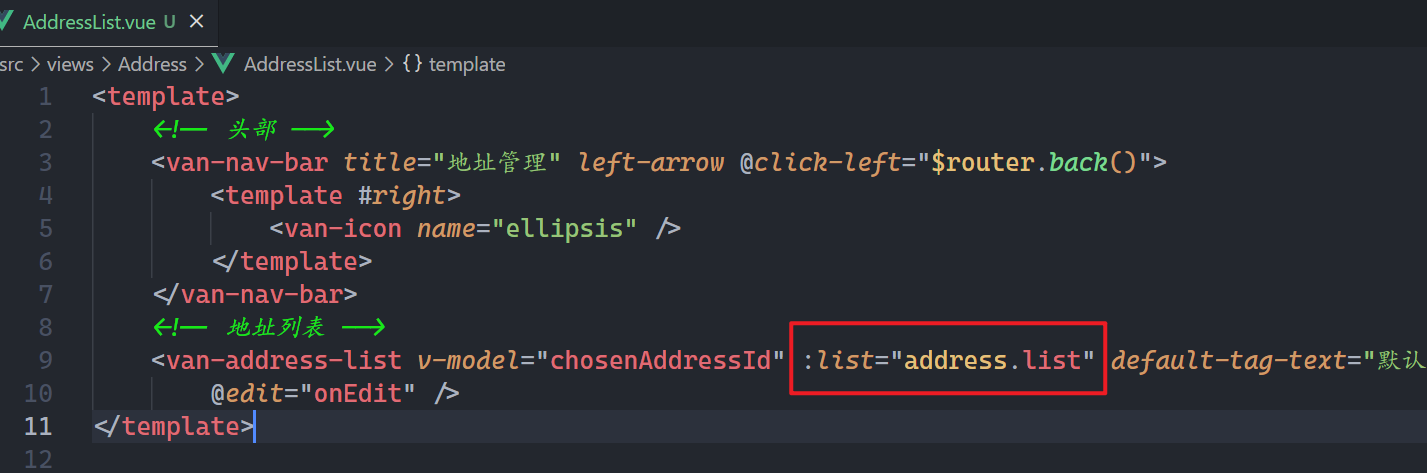 AddressList.vue U ×
src > views > Address > AddressList.vue > {} template
1 <template>
2 <!-- 头部 -->
3 <van-nav-bar title="地址管理" left-arrow @click-left="$router.back()">
4 <template #right>
5 <van-icon name="ellipsis" />
6 </template>
7 </van-nav-bar>
8 <!-- 地址列表 -->
9 <van-address-list v-model="chosenAddressId" :list="address.list" default-tag-text="默认
10 @edit="onEdit" />
11 </template>
12